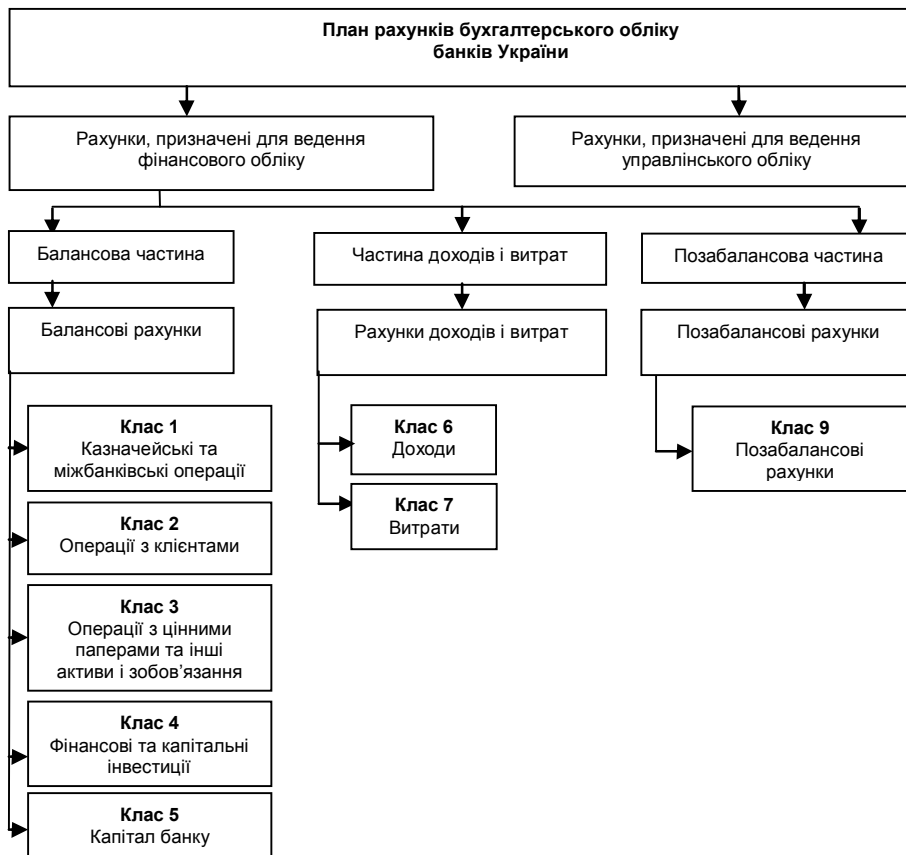 План рахунків бухгалтерського обліку
банків України
Рахунки, призначені для ведення
фінансового обліку
Рахунки, призначені для ведення
управлінського обліку
Балансова частина
Частина доходів і витрат
Позабалансова частина
Балансові рахунки
Рахунки доходів і витрат
Позабалансові рахунки
Клас 1
Казначейські та
міжбанківські операції
Клас 2
Операції з клієнтами
Клас 3
Операції з цінними
паперами та інші
активи і зобов’язання
Клас 4
Фінансові та капітальні
інвестиції
Клас 5
Капітал банку
Клас 6
Доходи
Клас 7
Витрати
Клас 9
Позабалансові
рахунки